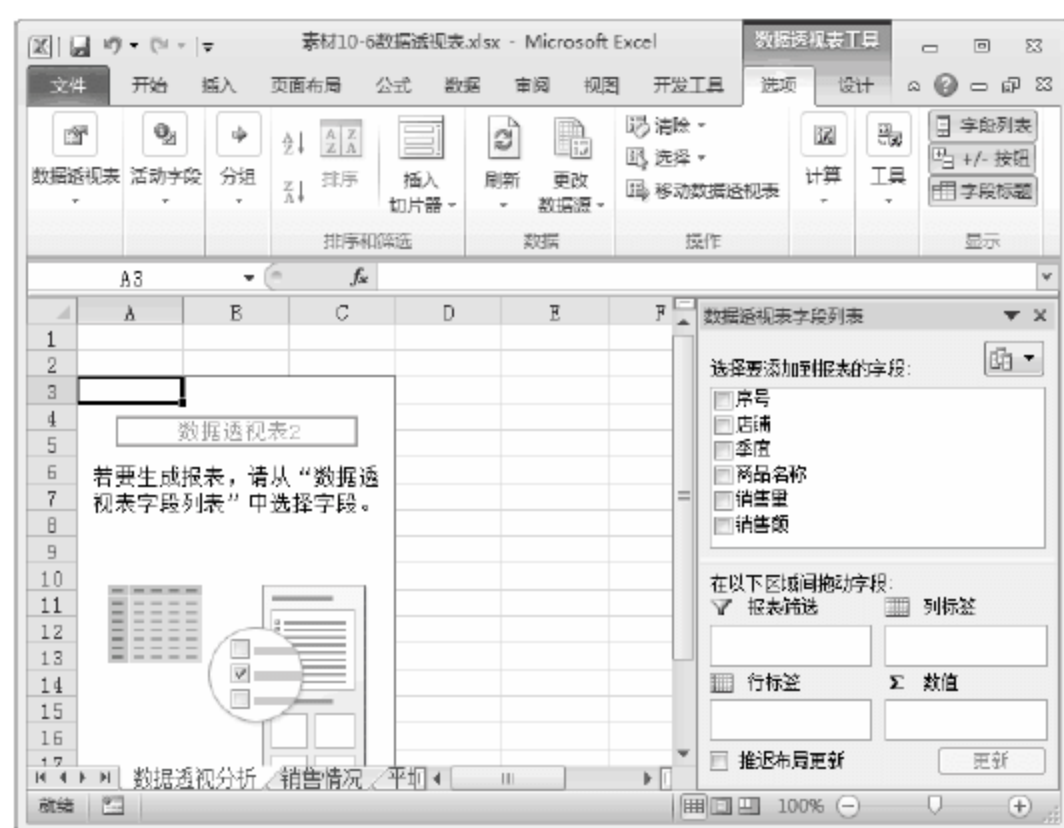 素材10-6数据透视表.xlsx - Microsoft Excel
数据透视表工具
文件 开始 插入 页面布局 公式 数据 审阅 视图 开发工具 选项 设计
数据透视表 活动字段 分组 排序 插入切片器 刷新 更改数据源 清除 选择 移动数据透视表 计算 工具 字段列表 +/- 按钮 字段标题
排序和筛选 数据 操作 显示
A3 fx
A B C D E F
数据透视表字段列表
1
2
选择要添加到报表的字段:
3
序号
4
数据透视表2
店铺
5
季度
6
若要生成报表，请从“数据透
商品名称
7
视表字段列表”中选择字段。
销售量
8
销售额
9
10
在以下区域间拖动字段:
11
报表筛选 列标签
12
13
14
行标签 Σ 数值
15
16
17
推迟布局更新 更新
数据透视分析 销售情况
就绪 100%